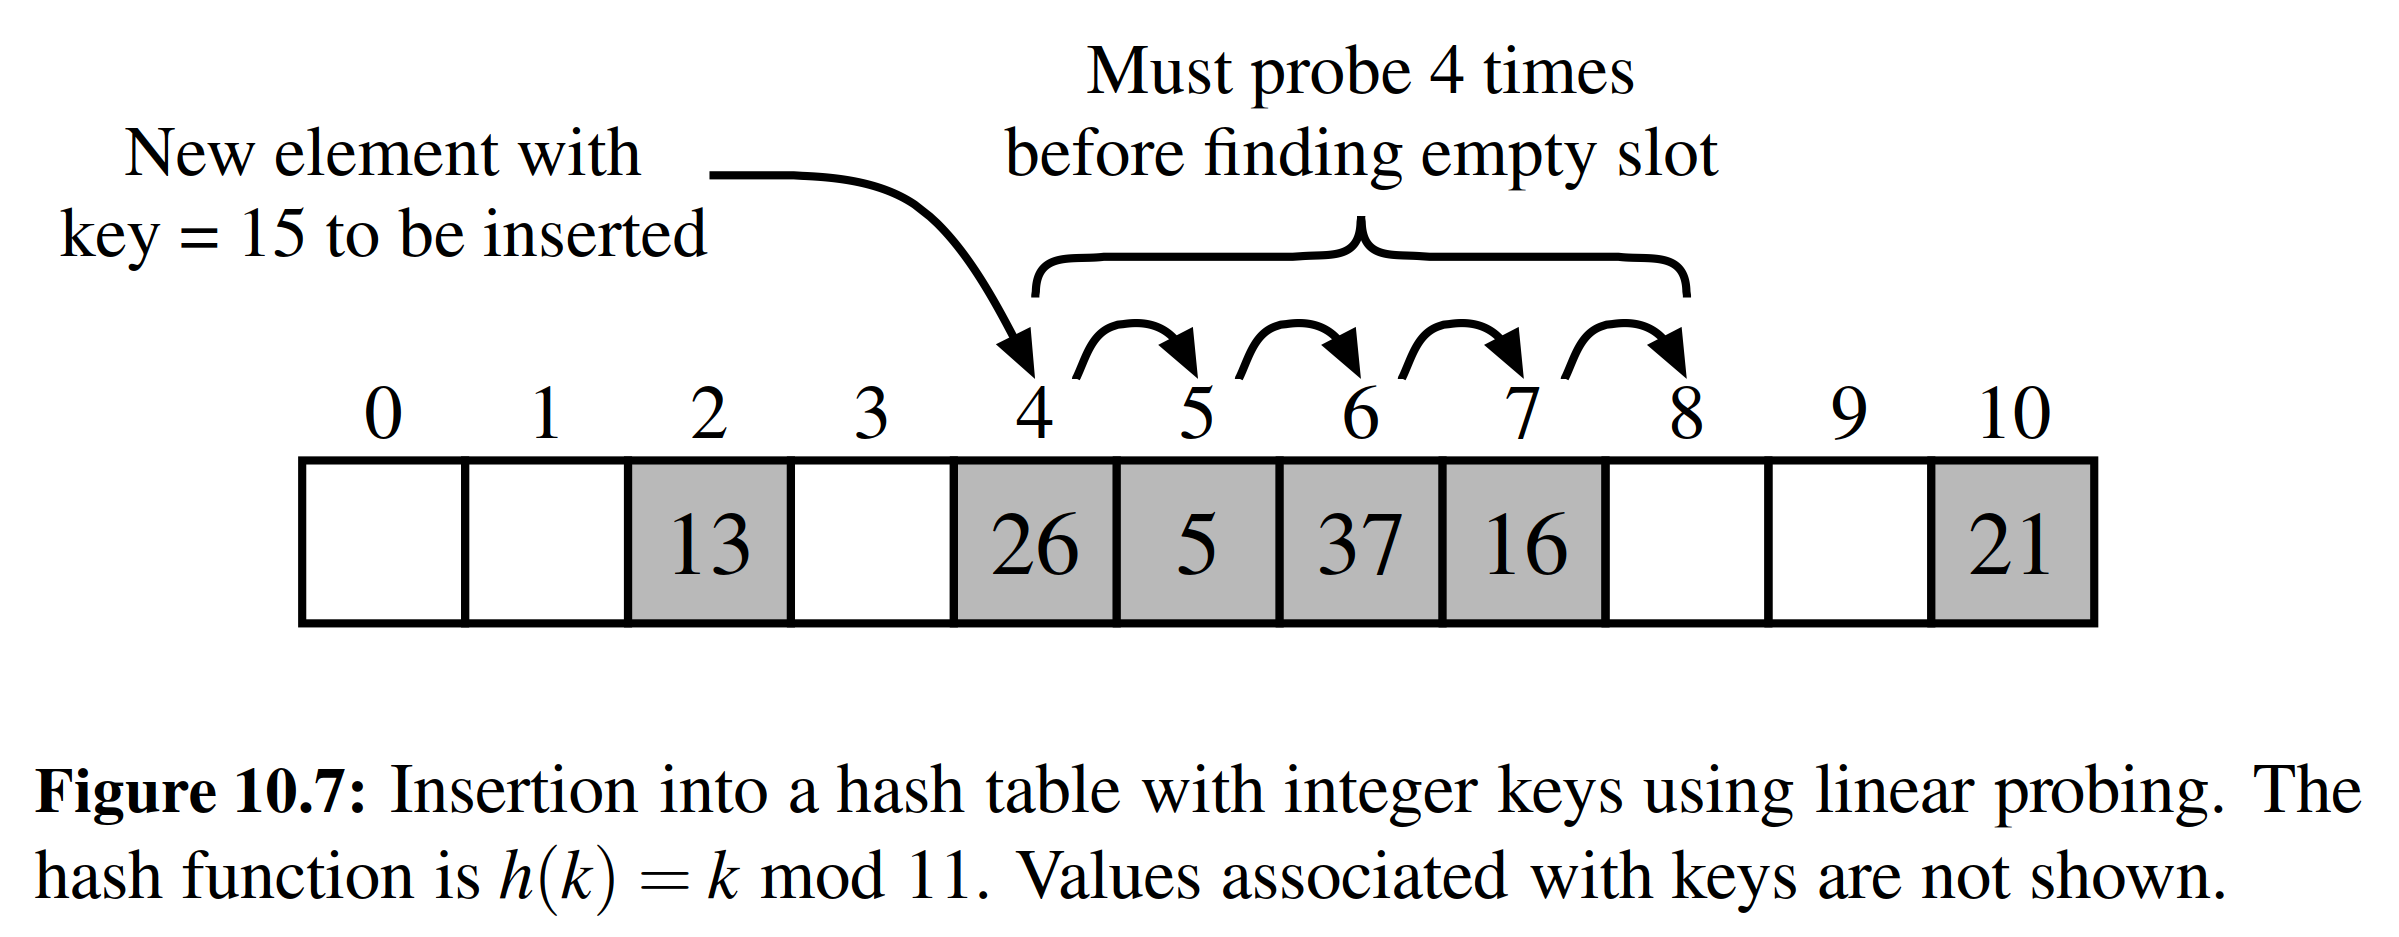 Must probe 4 times
before finding empty slot
New element with
key = 15 to be inserted
0 1 2 3 4 5 6 7 8 9 10
13 26 5 37 16 21
Figure 10.7: Insertion into a hash table with integer keys using linear probing. The
hash function is h(k) = k mod 11. Values associated with keys are not shown.